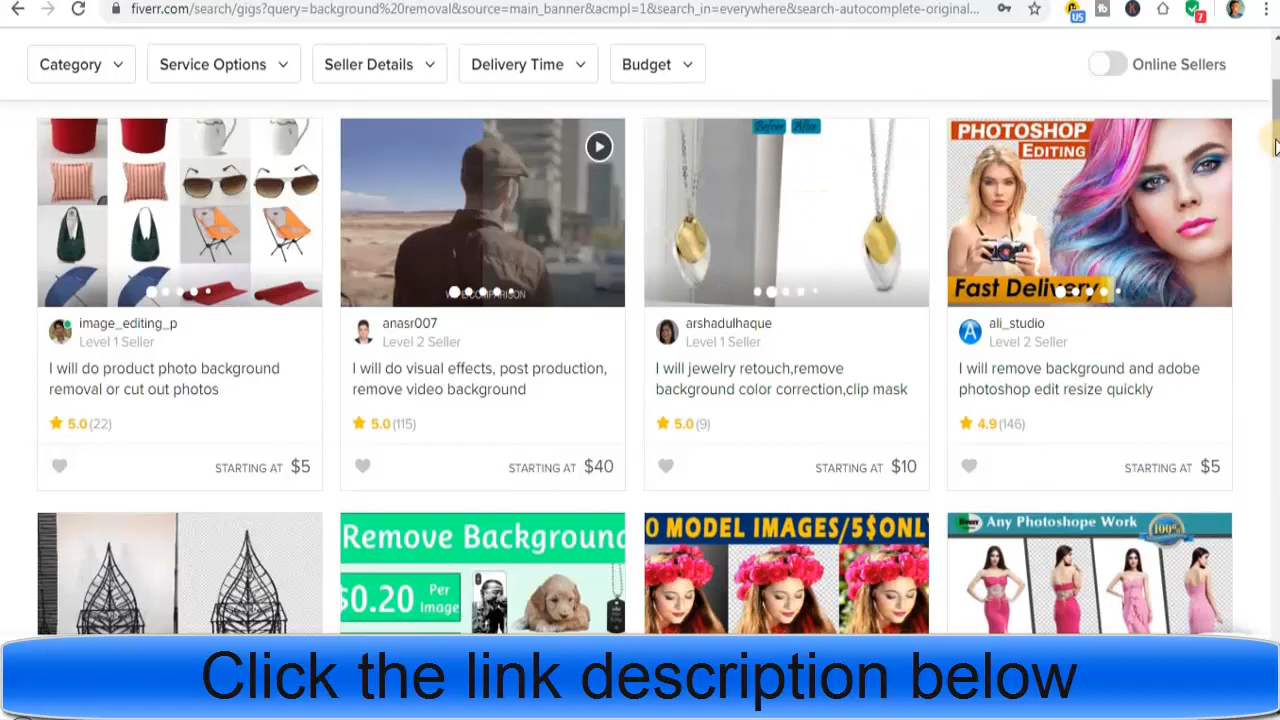 fiverr.com/search/gigs?query=background%20removal&source=main_banner&acmpl=1&search_in=everywhere&search-autocomplete-original...
US
7
Category
Service Options
Seller Details
Delivery Time
Budget
Online Sellers
Before After
PHOTOSHOP
EDITING
Fast Delivery
image_editing_p
Level 1 Seller
I will do product photo background
removal or cut out photos
5.0 (22)
STARTING AT $5
anasr007
Level 2 Seller
I will do visual effects, post production,
remove video background
5.0 (115)
STARTING AT $40
arshadulhaque
Level 1 Seller
I will jewelry retouch,remove
background color correction,clip mask
5.0 (9)
STARTING AT $10
ali_studio
Level 2 Seller
I will remove background and adobe
photoshop edit resize quickly
4.9 (146)
STARTING AT $5
Remove Background
$0.20 Per
Image
0 MODEL IMAGES/5$ONLY
fiverr Any Photoshope Work 100%
Click the link description below